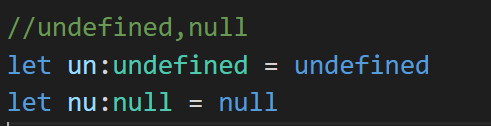 //undefined,null
let un:undefined = undefined
let nu:null = null